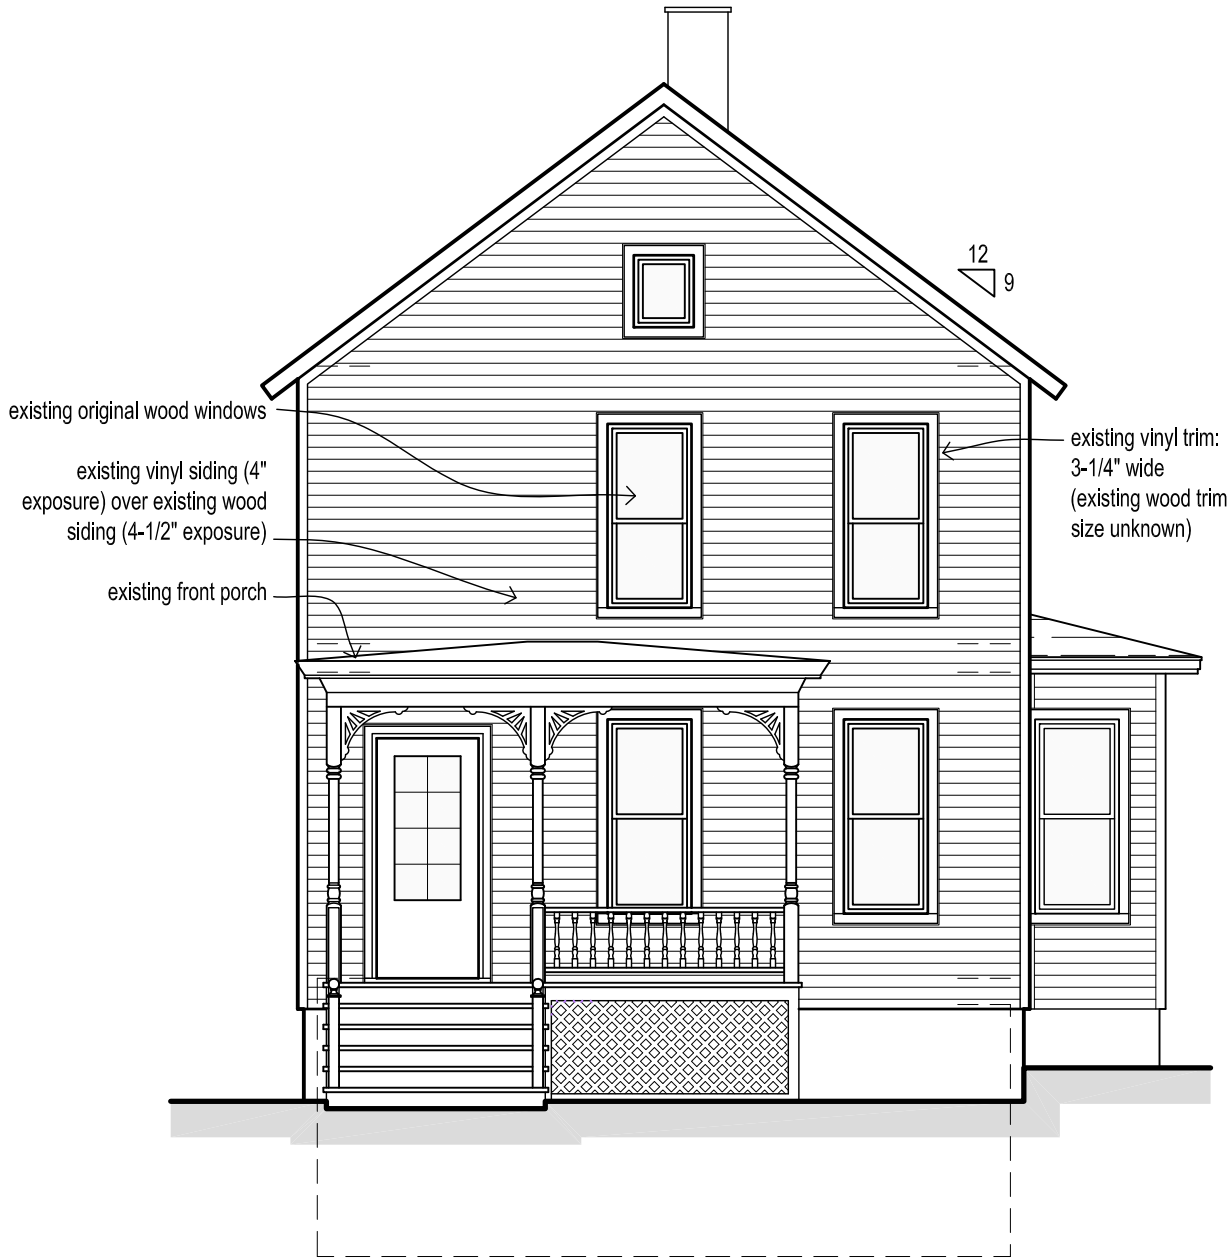 12
9
existing original wood windows
existing vinyl siding (4"
exposure) over existing wood
siding (4-1/2" exposure)
existing front porch
existing vinyl trim:
3-1/4" wide
(existing wood trim
size unknown)